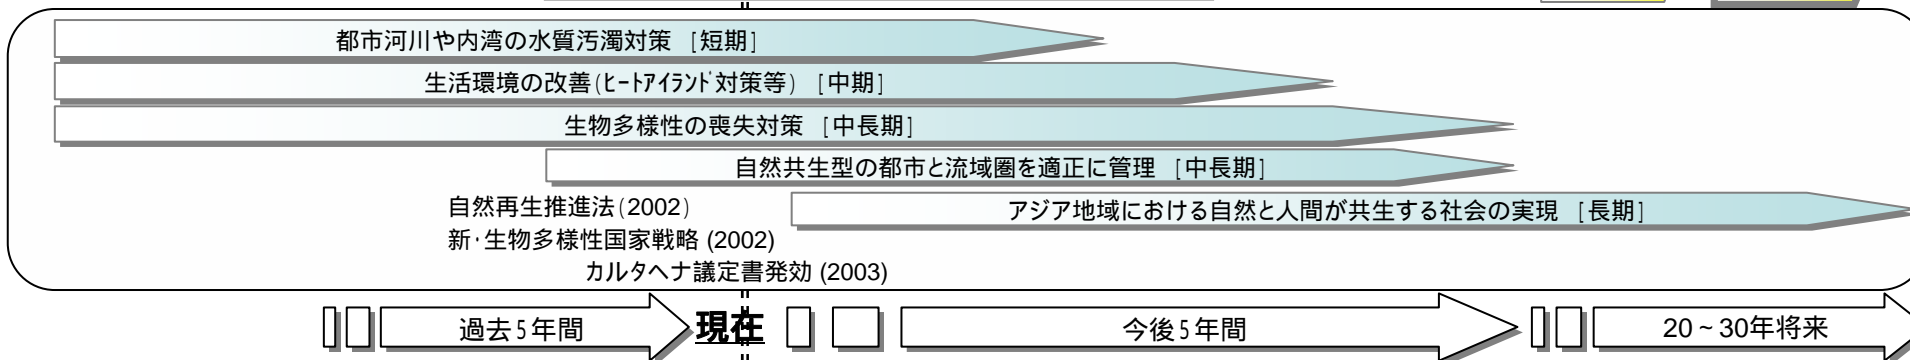 都市河川や内湾の水質汚濁対策 [短期]
生活環境の改善(ﾋｰﾄｱｲﾗﾝﾄﾞ対策等) [中期]
生物多様性の喪失対策 [中長期]
自然共生型の都市と流域圏を適正に管理 [中長期]
自然再生推進法(2002)
アジア地域における自然と人間が共生する社会の実現 [長期]
新･生物多様性国家戦略 (2002)
カルタヘナ議定書発効 (2003)
過去5年間
現在
今後5年間
20～30年将来